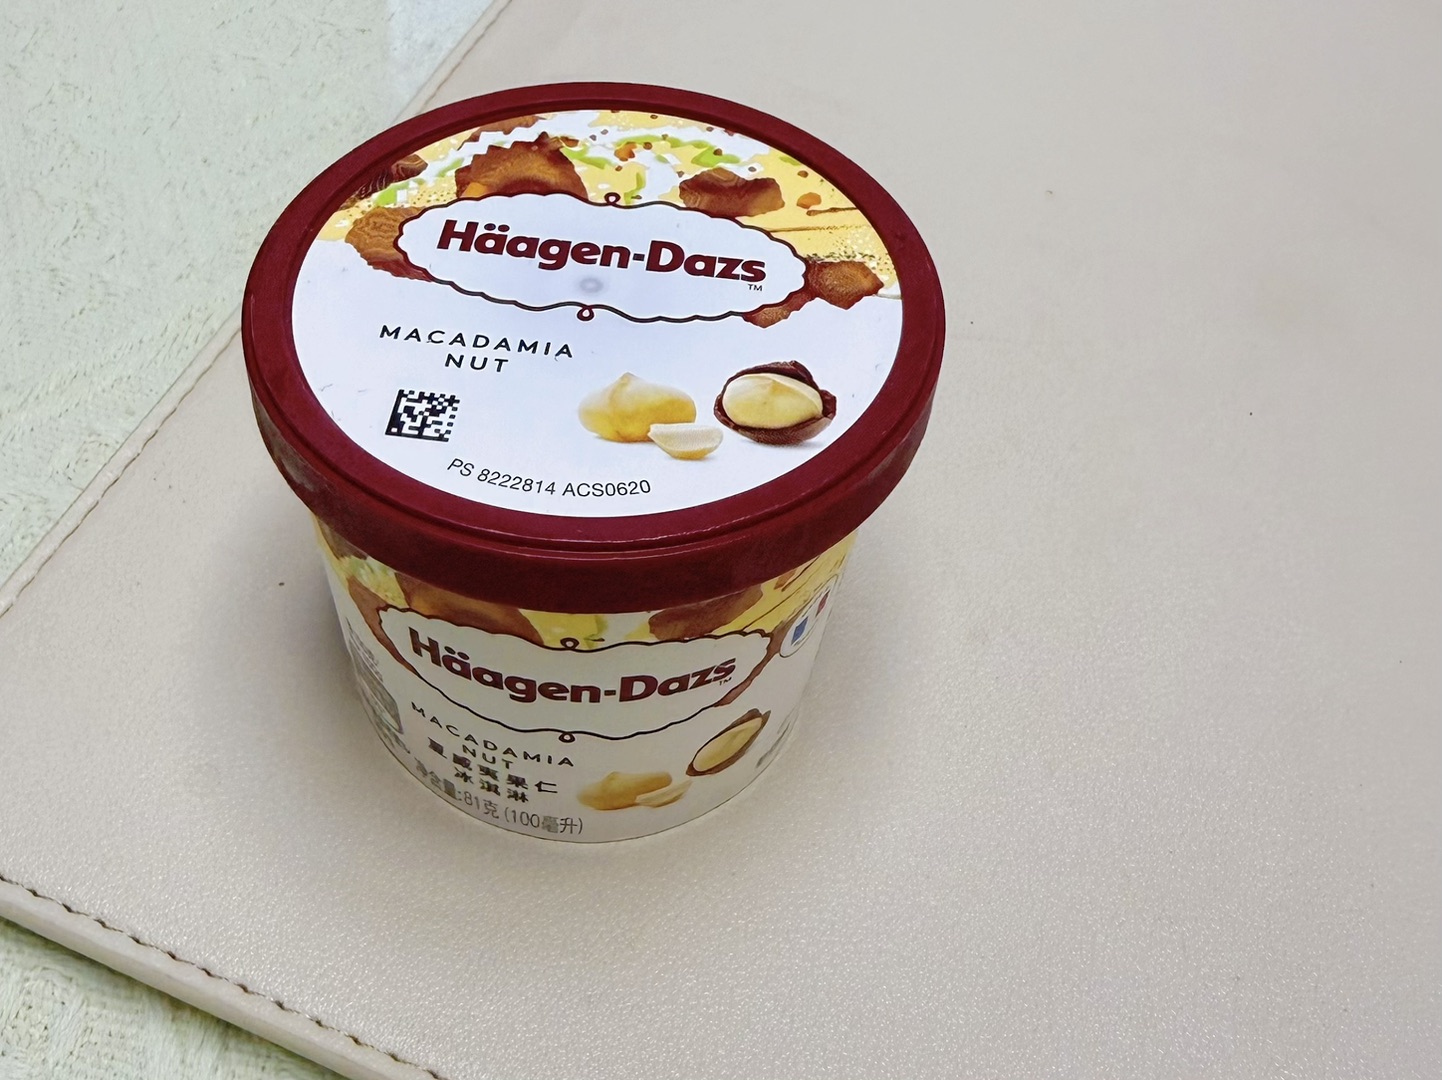 Häagen-Dazs
TM
MACADAMIA
NUT
PS 8222814 ACS0620
Häagen-Dazs
TM
MACADAMIA
NUT
夏威夷果仁
冰淇淋
净含量:81克 (100毫升)